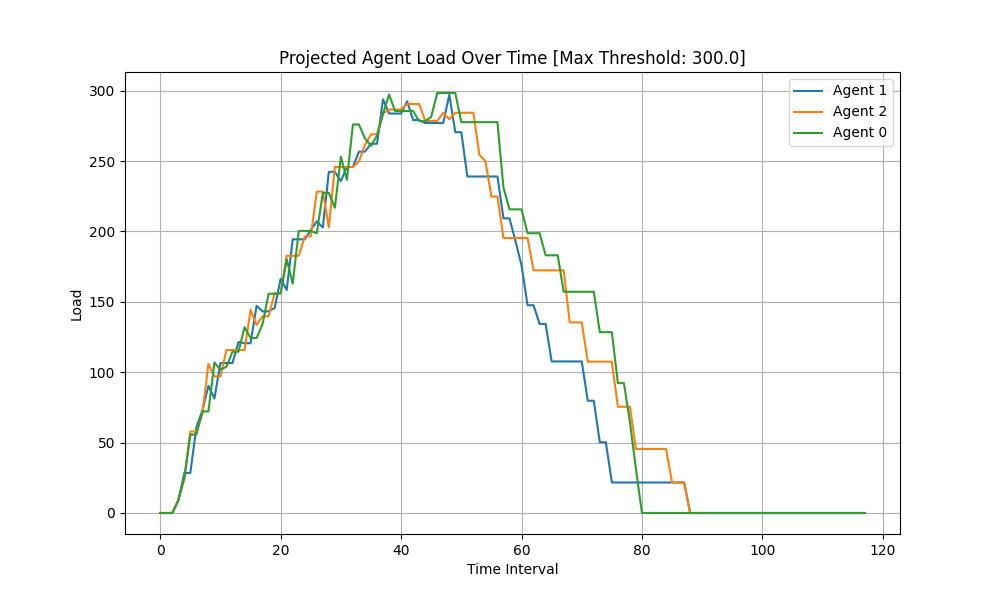 Projected Agent Load Over Time [Max Threshold: 300.0]
Agent 1
Agent 2
Agent 0
Load
300
250
200
150
100
50
0
0 20 40 60 80 100 120
Time Interval